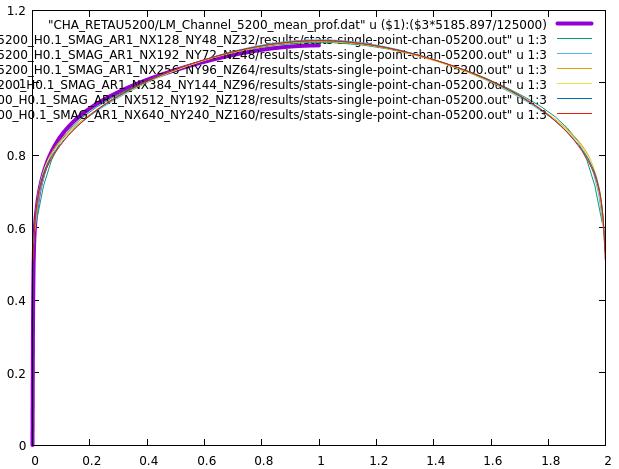 1.2
"CHA_RETAU5200/LM_Channel_5200_mean_prof.dat" u ($1):($3*5185.897/125000)
5200_H0.1_SMAG_AR1_NX128_NY48_NZ32/results/stats-single-point-chan-05200.out" u 1:3
5200_H0.1_SMAG_AR1_NX192_NY72_NZ48/results/stats-single-point-chan-05200.out" u 1:3
5200_H0.1_SMAG_AR1_NX256_NY96_NZ64/results/stats-single-point-chan-05200.out" u 1:3
1
H0.1_SMAG_AR1_NX384_NY144_NZ96/results/stats-single-point-chan-05200.out" u 1:3
00_H0.1_SMAG_AR1_NX512_NY192_NZ128/results/stats-single-point-chan-05200.out" u 1:3
00_H0.1_SMAG_AR1_NX640_NY240_NZ160/results/stats-single-point-chan-05200.out" u 1:3
0.8
0.6
0.4
0.2
0
0 0.2 0.4 0.6 0.8 1 1.2 1.4 1.6 1.8 2